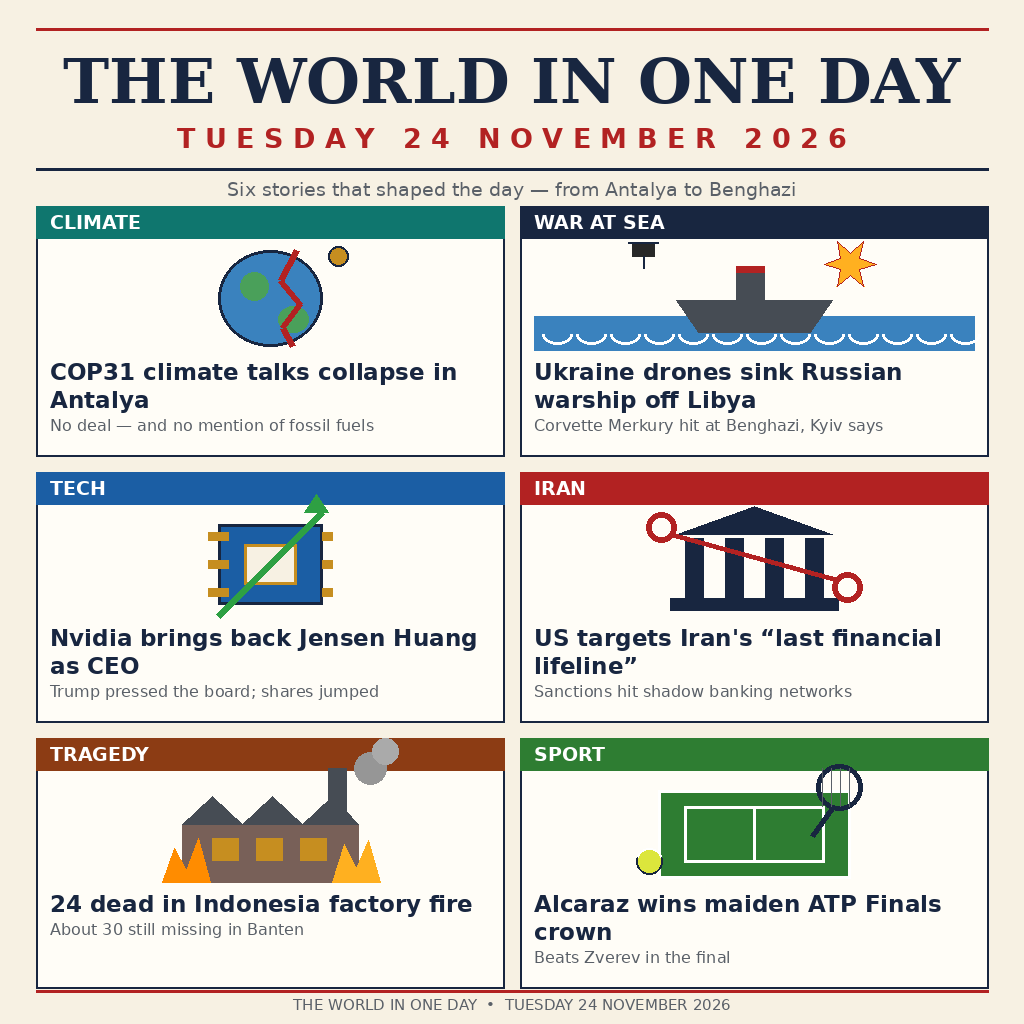 THE WORLD IN ONE DAY
TUESDAY 24 NOVEMBER 2026
Six stories that shaped the day — from Antalya to Benghazi
CLIMATE
COP31 climate talks collapse in
Antalya
No deal — and no mention of fossil fuels
WAR AT SEA
Ukraine drones sink Russian
warship off Libya
Corvette Merkury hit at Benghazi, Kyiv says
TECH
Nvidia brings back Jensen Huang
as CEO
Trump pressed the board; shares jumped
IRAN
US targets Iran's “last financial
lifeline”
Sanctions hit shadow banking networks
TRAGEDY
24 dead in Indonesia factory fire
About 30 still missing in Banten
SPORT
Alcaraz wins maiden ATP Finals
crown
Beats Zverev in the final
THE WORLD IN ONE DAY • TUESDAY 24 NOVEMBER 2026